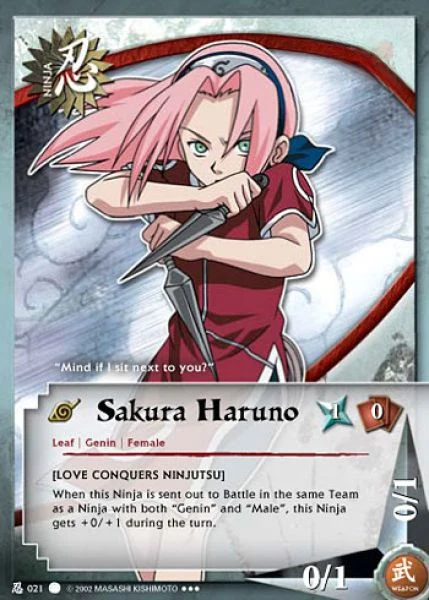 NINJA
忍
"Mind if I sit next to you?"
Sakura Haruno 1 0
Leaf | Genin | Female
[LOVE CONQUERS NINJUTSU]
When this Ninja is sent out to Battle in the same Team
as a Ninja with both "Genin" and "Male", this Ninja
gets +0/+1 during the turn.
0/1
0/1
武
WEAPON
忍 021 © 2002 MASASHI KISHIMOTO